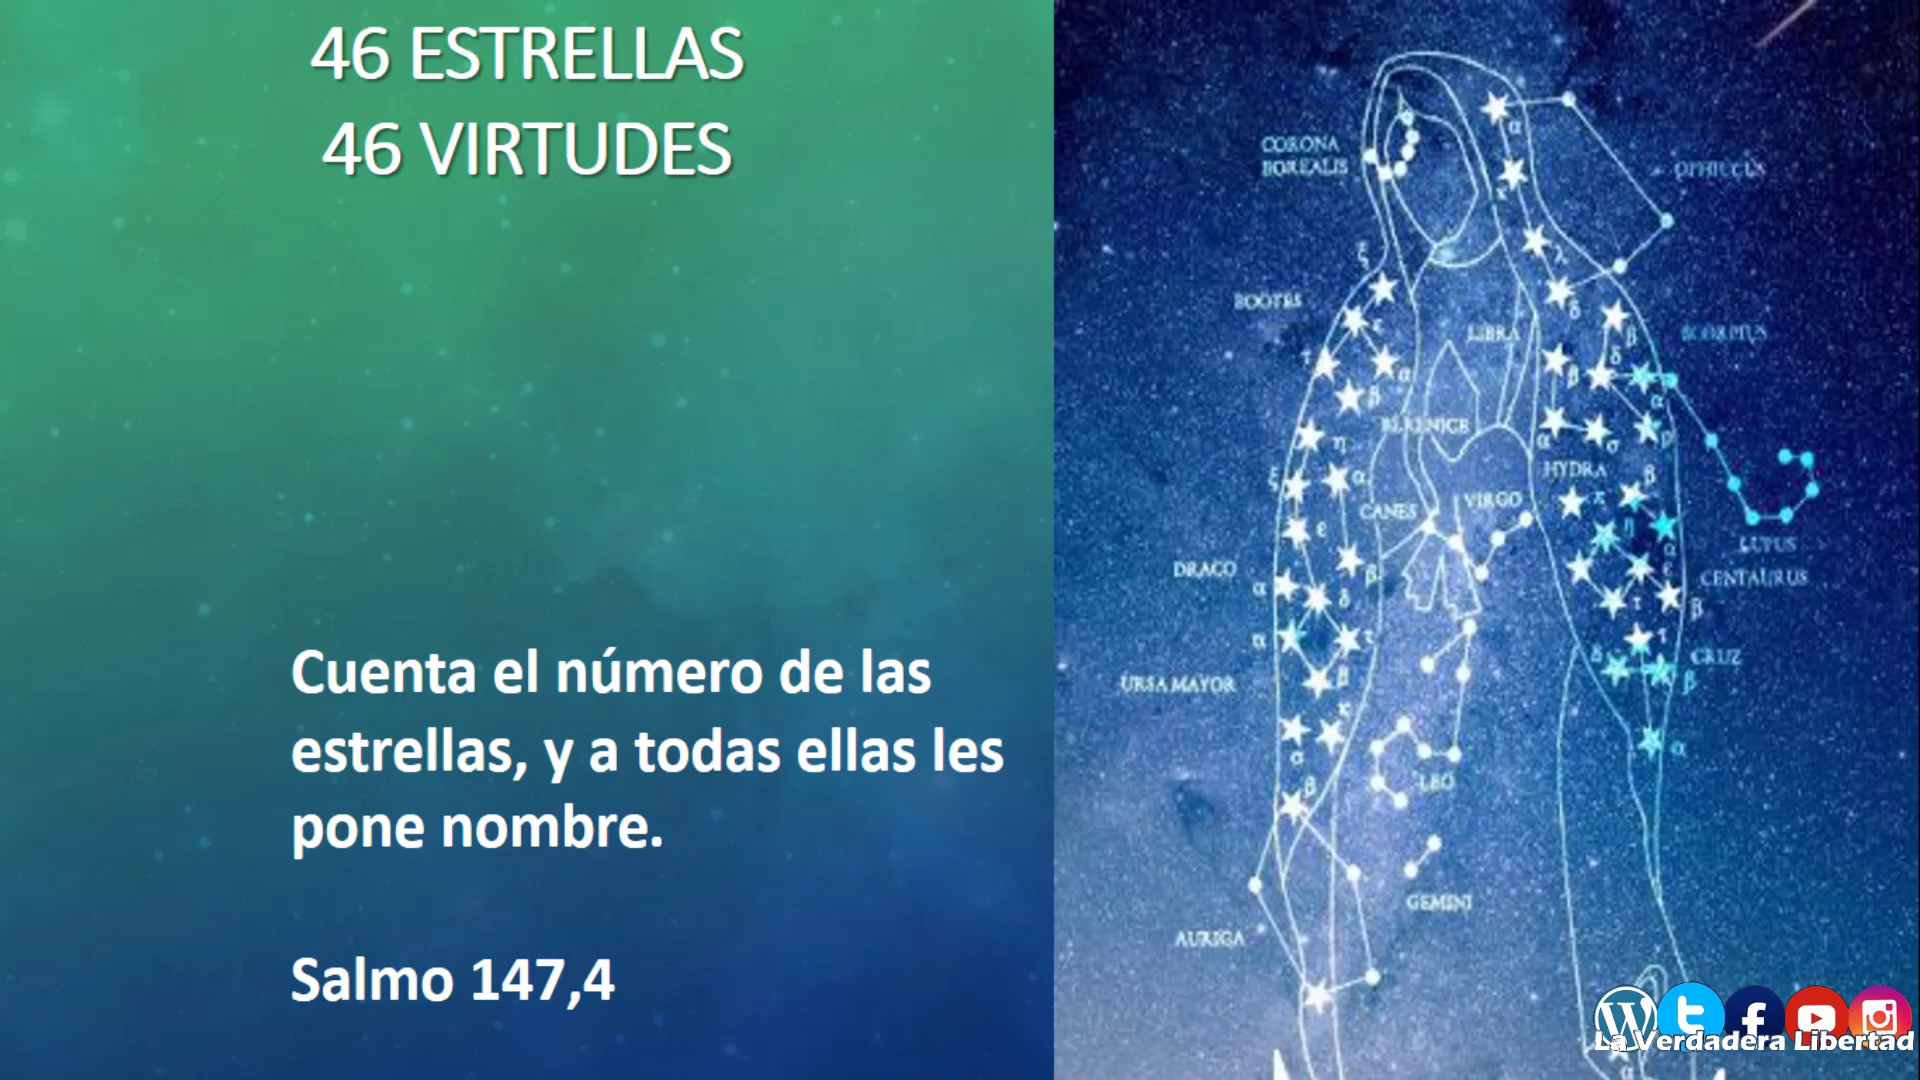 46 ESTRELLAS
46 VIRTUDES
Cuenta el número de las
estrellas, y a todas ellas les
pone nombre.
Salmo 147,4
CORONA
BOREALIS
OPHIUCUS
BOOTES
LIBRA
SCORPIUS
BERENICE
HYDRA
CANES
VIRGO
LUPUS
DRACO
CENTAURUS
URSA MAYOR
CRUZ
LEO
GEMINI
AURIGA
La Verdadera Libertad